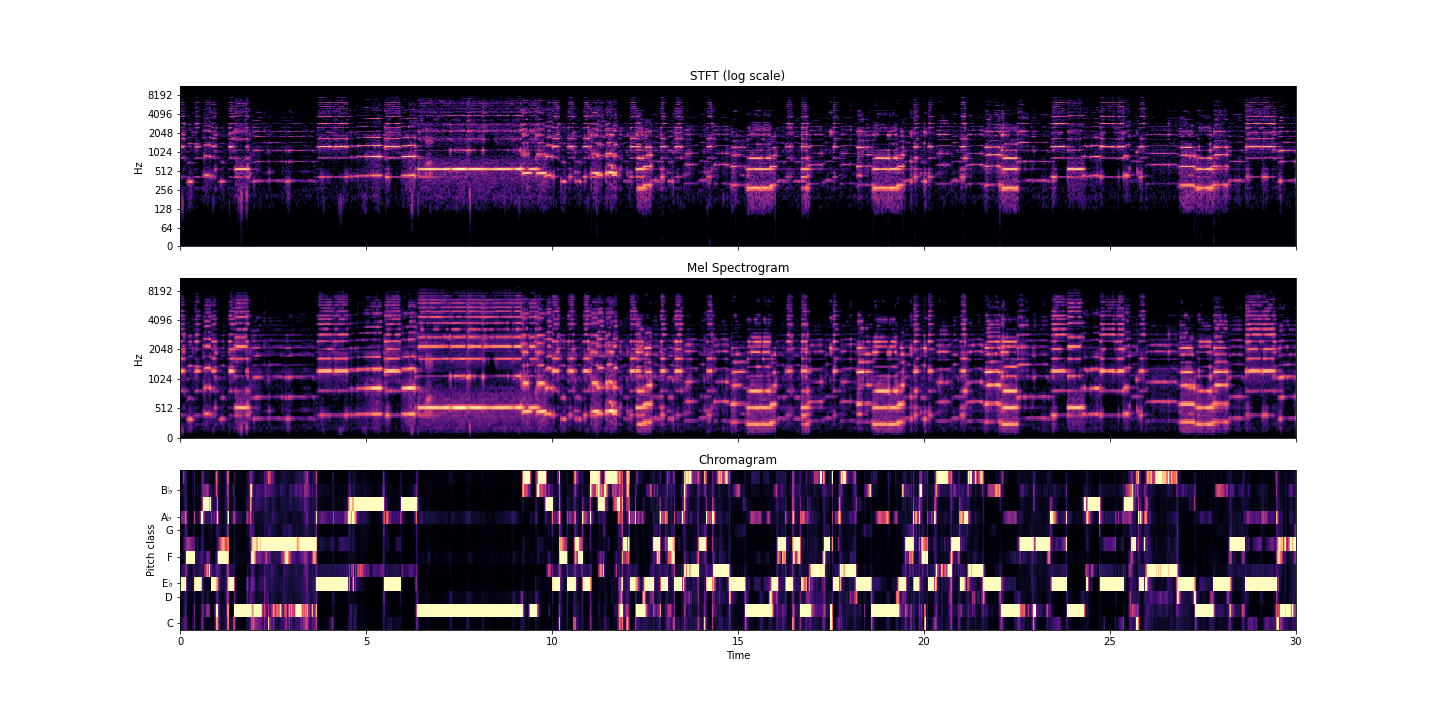 STFT (log scale)
8192
4096
2048
1024
512
256
128
64
0
Hz
Mel Spectrogram
8192
4096
2048
1024
512
0
Hz
Chromagram
B♭
A♭
G
F
E♭
D
C
Pitch class
0 5 10 15 20 25 30
Time